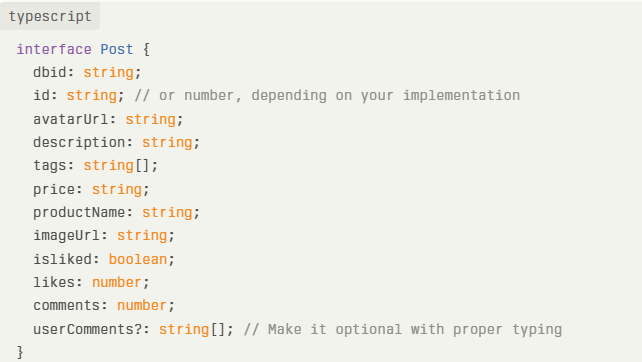 typescript
interface Post {
dbid: string;
id: string; // or number, depending on your implementation
avatarUrl: string;
description: string;
tags: string[];
price: string;
productName: string;
imageUrl: string;
isliked: boolean;
likes: number;
comments: number;
userComments?: string[]; // Make it optional with proper typing
}